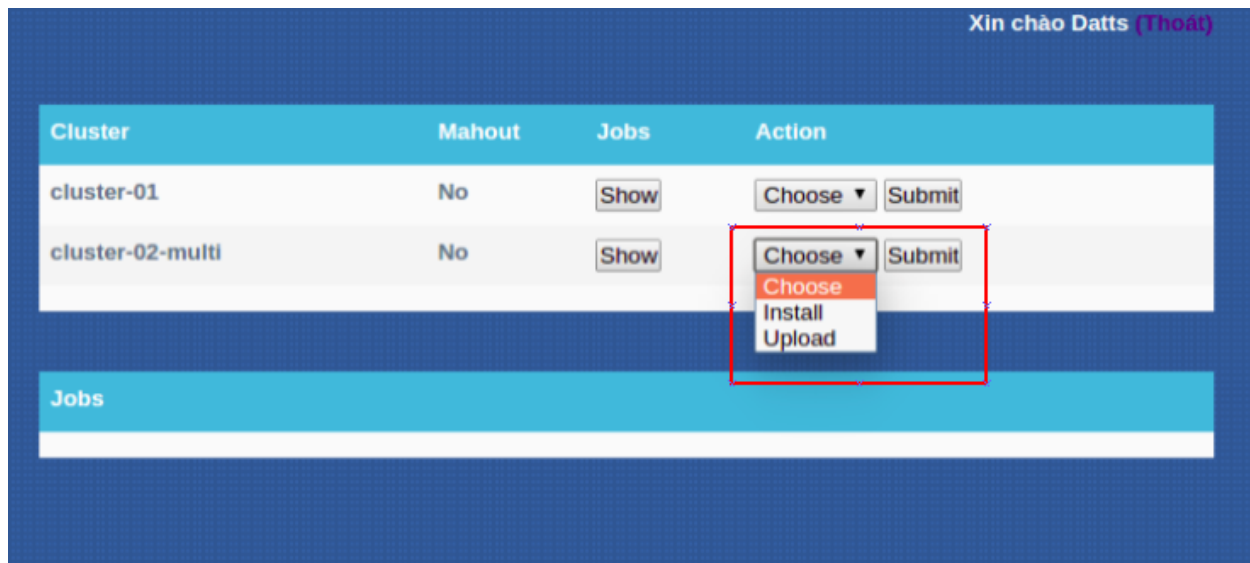 Xin chào Datts (Thoát)
Cluster Mahout Jobs Action
cluster-01 No Show Choose Submit
cluster-02-multi No Show Choose Submit
Choose
Install
Upload
Jobs